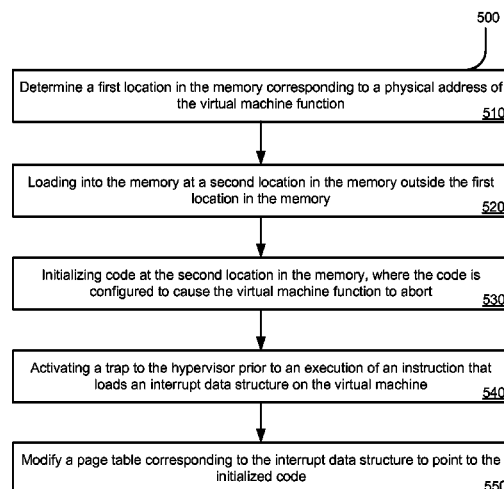 500
Determine a first location in the memory corresponding to a physical address of
the virtual machine function
510
Loading into the memory at a second location in the memory outside the first
location in the memory
520
Initializing code at the second location in the memory, where the code is
configured to cause the virtual machine function to abort
530
Activating a trap to the hypervisor prior to an execution of an instruction that
loads an interrupt data structure on the virtual machine
540
Modify a page table corresponding to the interrupt data structure to point to the
initialized code
550